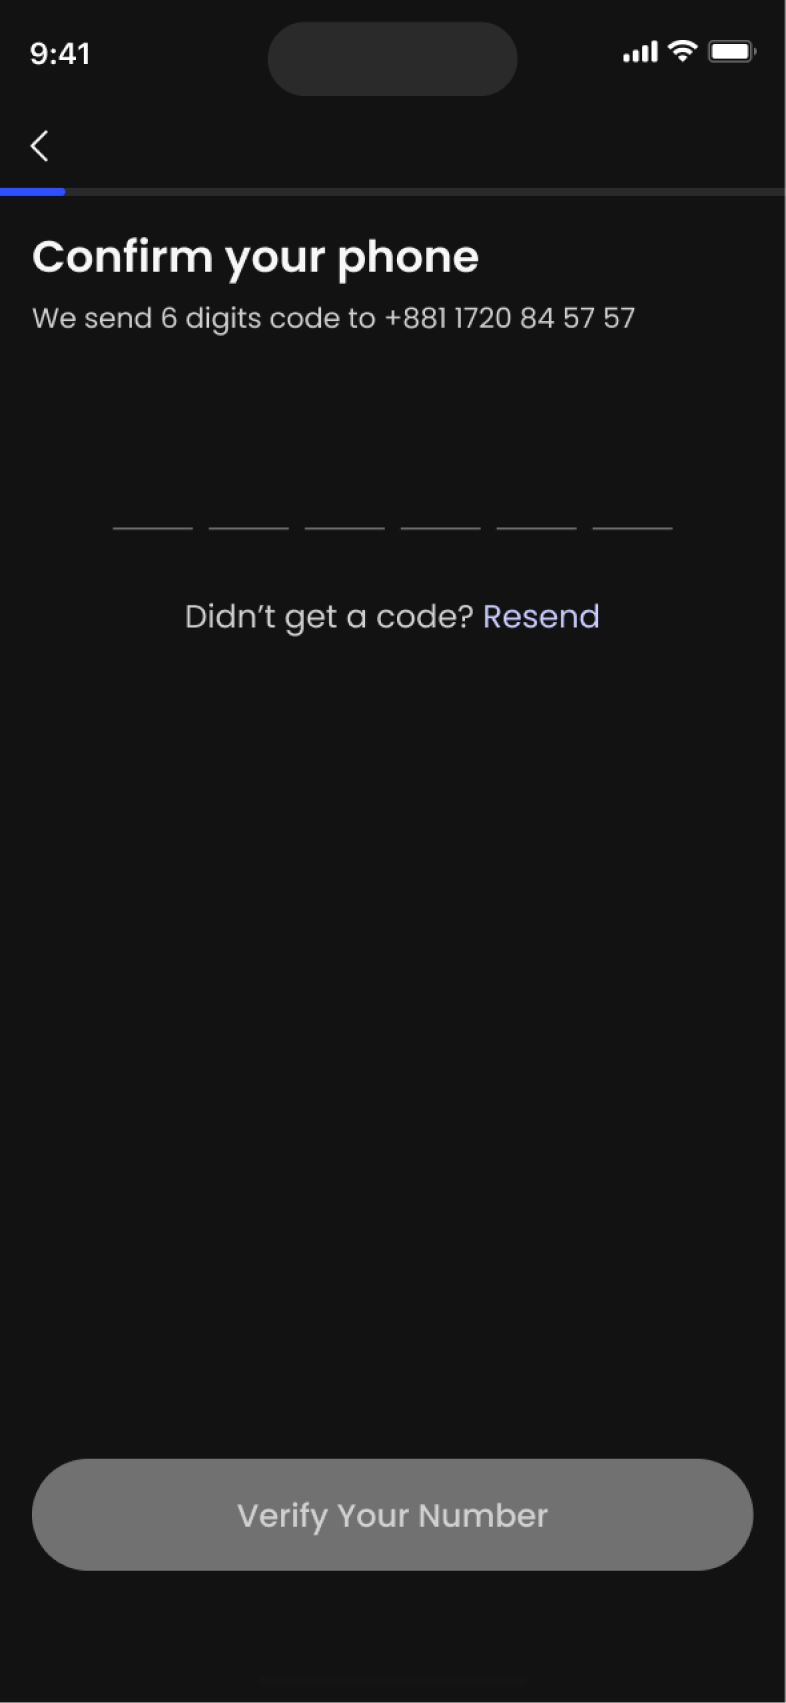 9:41
Confirm your phone
We send 6 digits code to +881 1720 84 57 57
Didn’t get a code? Resend
Verify Your Number